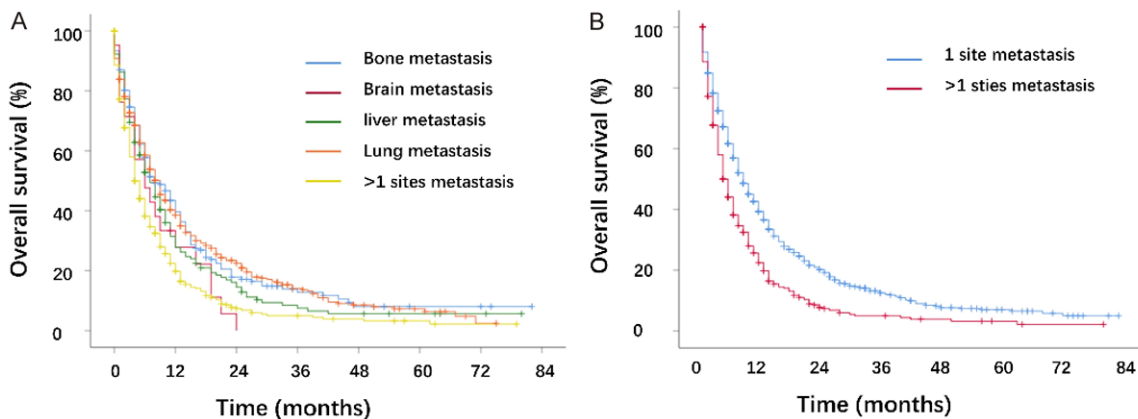 A
Overall survival (%)
100
80
60
40
20
0
0 12 24 36 48 60 72 84
Time (months)
Bone metastasis
Brain metastasis
liver metastasis
Lung metastasis
>1 sites metastasis
B
Overall survival (%)
100
80
60
40
20
0
0 12 24 36 48 60 72 84
Time (months)
1 site metastasis
>1 sties metastasis